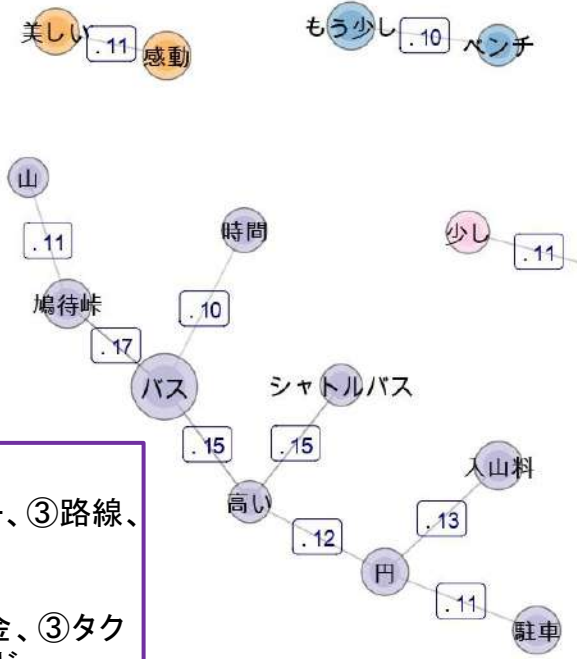 美しい
.11
感動
もう少し
.10
ベンチ
山
.11
鳩待峠
時間
.10
.17
バス
少し
.11
シャトルバス
.15
.15
高い
入山料
.13
.12
円
.11
駐車
、③路線、
金、③タク